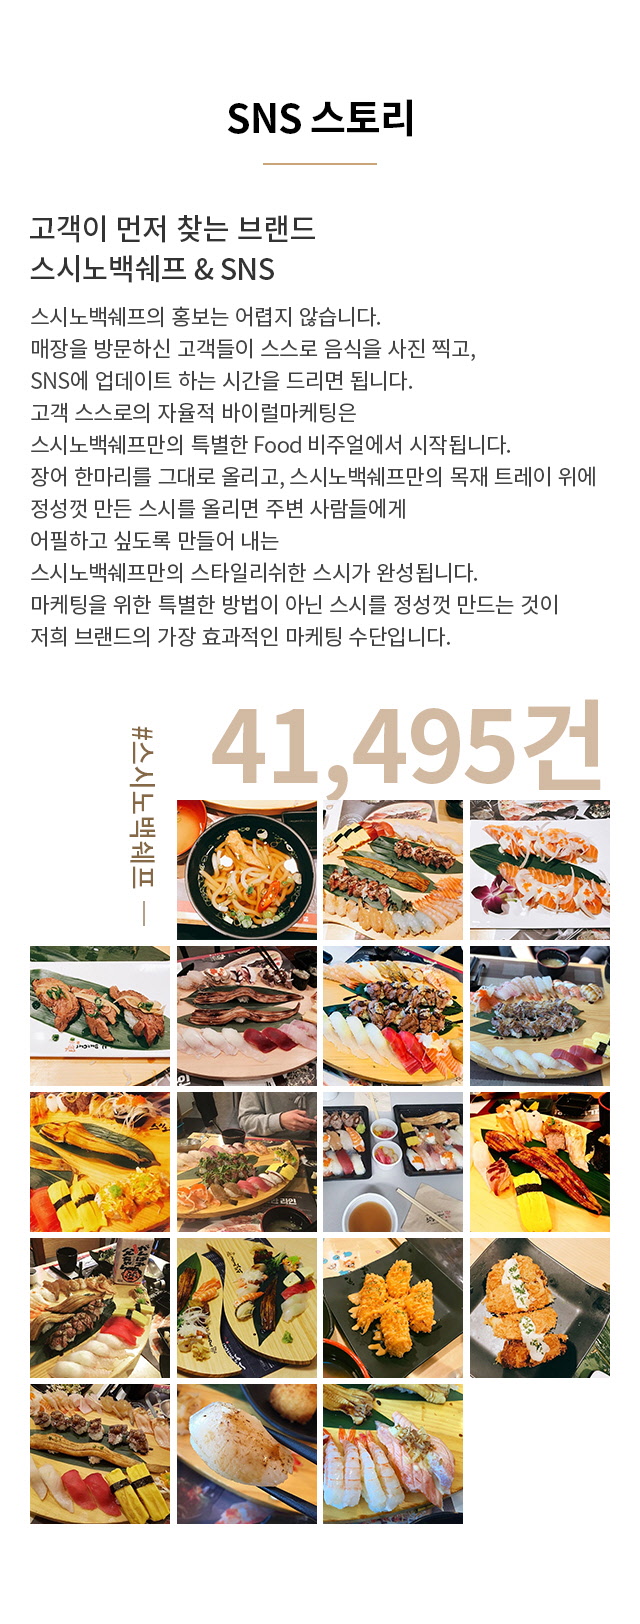 SNS 스토리
고객이 먼저 찾는 브랜드
스시노백쉐프 & SNS
스시노백쉐프의 홍보는 어렵지 않습니다.
매장을 방문하신 고객들이 스스로 음식을 사진 찍고,
SNS에 업데이트 하는 시간을 드리면 됩니다.
고객 스스로의 자율적 바이럴마케팅은
스시노백쉐프만의 특별한 Food 비주얼에서 시작됩니다.
장어 한마리를 그대로 올리고, 스시노백쉐프만의 목재 트레이 위에
정성껏 만든 스시를 올리면 주변 사람들에게
어필하고 싶도록 만들어 내는
스시노백쉐프만의 스타일리쉬한 스시가 완성됩니다.
마케팅을 위한 특별한 방법이 아닌 스시를 정성껏 만드는 것이
저희 브랜드의 가장 효과적인 마케팅 수단입니다.
#스시노백쉐프
41,495건